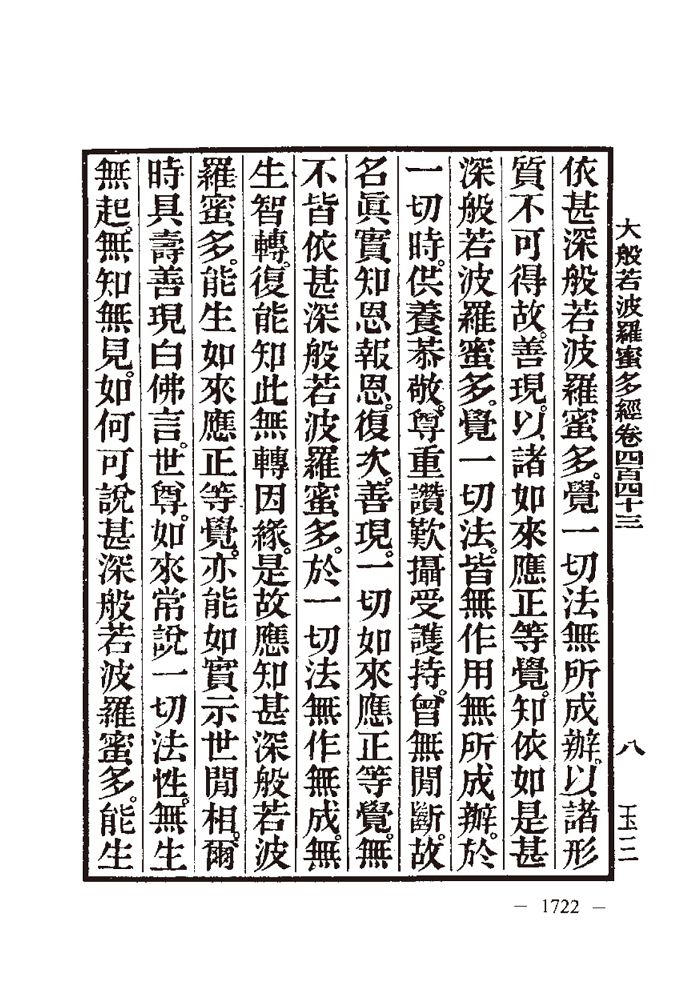 大般若波羅蜜多經卷四百四十三 八 玉三
依甚深般若波羅蜜多。覺一切法無所成辦。以諸形
質不可得故。善現。以諸如來應正等覺。知依如是甚
深般若波羅蜜多。覺一切法。皆無作用無所成辦。於
一切時。供養恭敬。尊重讚歎攝受護持。曾無閒斷。故
名眞實知恩報恩。復次。善現。一切如來應正等覺。無
不皆依甚深般若波羅蜜多。於一切法無作無成。無
生智轉。復能知此無轉因緣。是故應知甚深般若波
羅蜜多。能生如來應正等覺。亦能如實示世閒相。爾
時具壽善現白佛言。世尊。如來常說一切法性。無生
無起。無知無見。如何可說甚深般若波羅蜜多。能生
— 1722 —